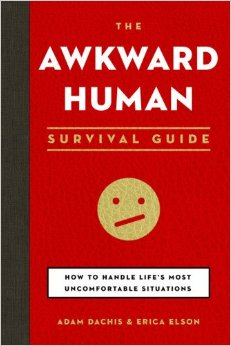 THE
AWKWARD
HUMAN
SURVIVAL GUIDE
HOW TO HANDLE LIFE'S MOST
UNCOMFORTABLE SITUATIONS
ADAM DACHIS & ERICA ELSON